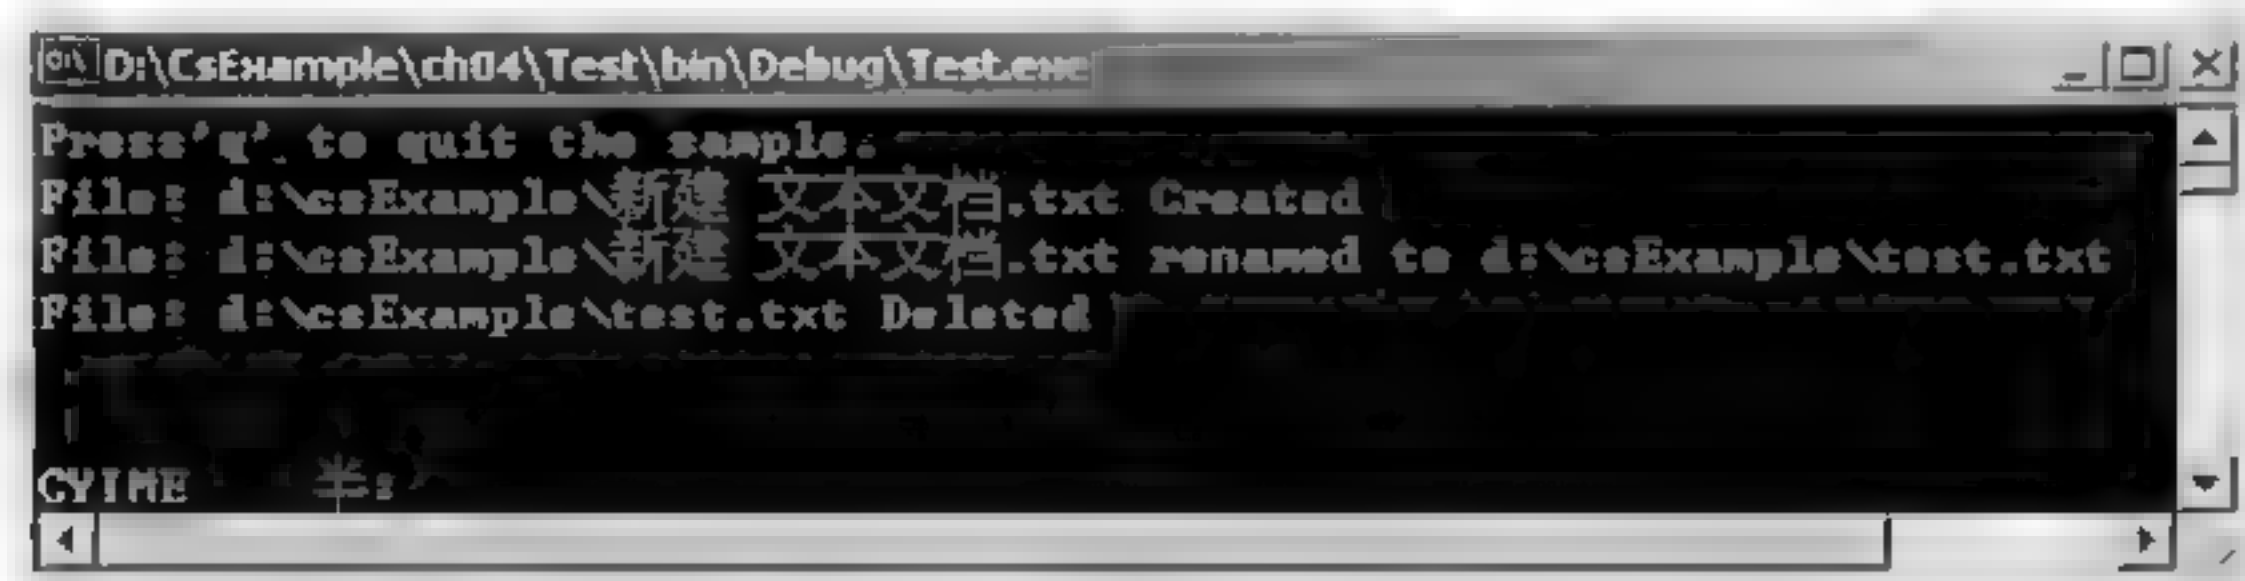 D:\CsExample\ch04\Test\bin\Debug\Test.exe
Press'q' to quit the sample.
File: d:\csExample\新建 文本文档.txt Created
File: d:\csExample\新建 文本文档.txt renamed to d:\csExample\test.txt
File: d:\csExample\test.txt Deleted
CYIME 半: